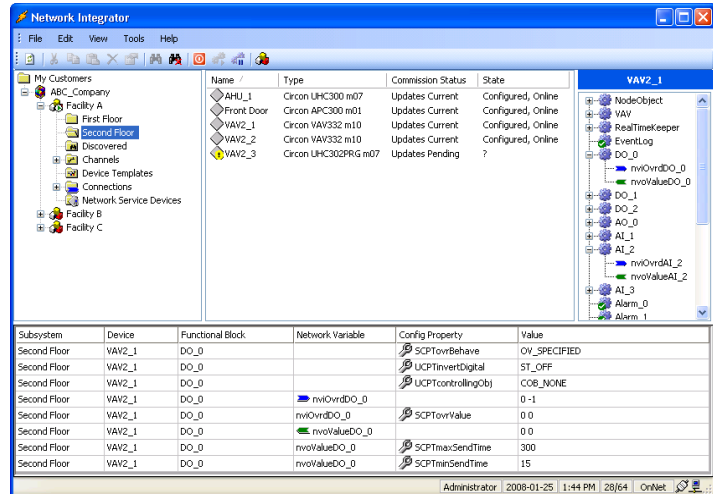 Network Integrator
File Edit View Tools Help
My Customers
ABC_Company
Facility A
First Floor
Second Floor
Discovered
Channels
Device Templates
Connections
Network Service Devices
Facility B
Facility C
Name / Type Commission Status State
AHU_1 Circon UHC300 m07 Updates Current Configured, Online
Front Door Circon APC300 m01 Updates Current Configured, Online
VAV2_1 Circon VAV332 m10 Updates Current Configured, Online
VAV2_2 Circon VAV332 m10 Updates Current Configured, Online
VAV2_3 Circon UHC302PRG m07 Updates Pending ?
VAV2_1
NodeObject
VAV
RealTimeKeeper
EventLog
DO_0
nviOvrdDO_0
nvoValueDO_0
DO_1
DO_2
AO_0
AI_1
AI_2
nviOvrdAI_2
nvoValueAI_2
AI_3
Alarm_0
Alarm_1
Subsystem Device Functional Block Network Variable Config Property Value
Second Floor VAV2_1 DO_0 SCPTovrBehave OV_SPECIFIED
Second Floor VAV2_1 DO_0 UCPTinvertDigital ST_OFF
Second Floor VAV2_1 DO_0 UCPTcontrollingObj COB_NONE
Second Floor VAV2_1 DO_0 nviOvrdDO_0 0 -1
Second Floor VAV2_1 DO_0 nviOvrdDO_0 SCPTovrValue 0 0
Second Floor VAV2_1 DO_0 nvoValueDO_0 0 0
Second Floor VAV2_1 DO_0 nvoValueDO_0 SCPTmaxSendTime 300
Second Floor VAV2_1 DO_0 nvoValueDO_0 SCPTminSendTime 15
Administrator 2008-01-25 1:44 PM 28/64 OnNet